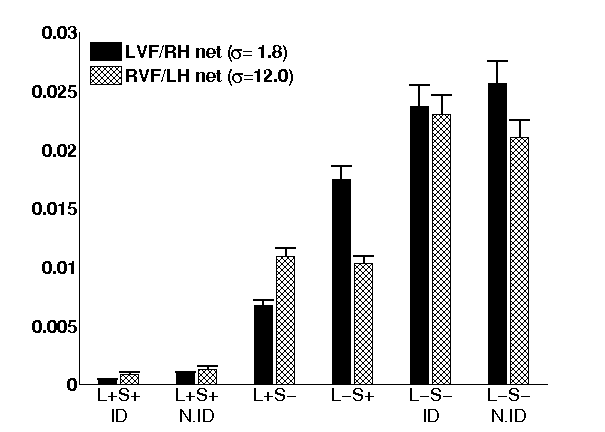 0.03
LVF/RH net (σ= 1.8)
RVF/LH net (σ=12.0)
0.025
0.02
0.015
0.01
0.005
0
L+S+ L+S+ L+S− L−S+ L−S− L−S−
ID N.ID ID N.ID